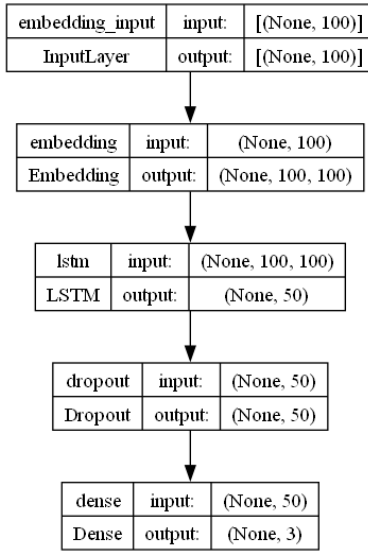 embedding_input input: [(None, 100)]
InputLayer output: [(None, 100)]
embedding input: (None, 100)
Embedding output: (None, 100, 100)
lstm input: (None, 100, 100)
LSTM output: (None, 50)
dropout input: (None, 50)
Dropout output: (None, 50)
dense input: (None, 50)
Dense output: (None, 3)